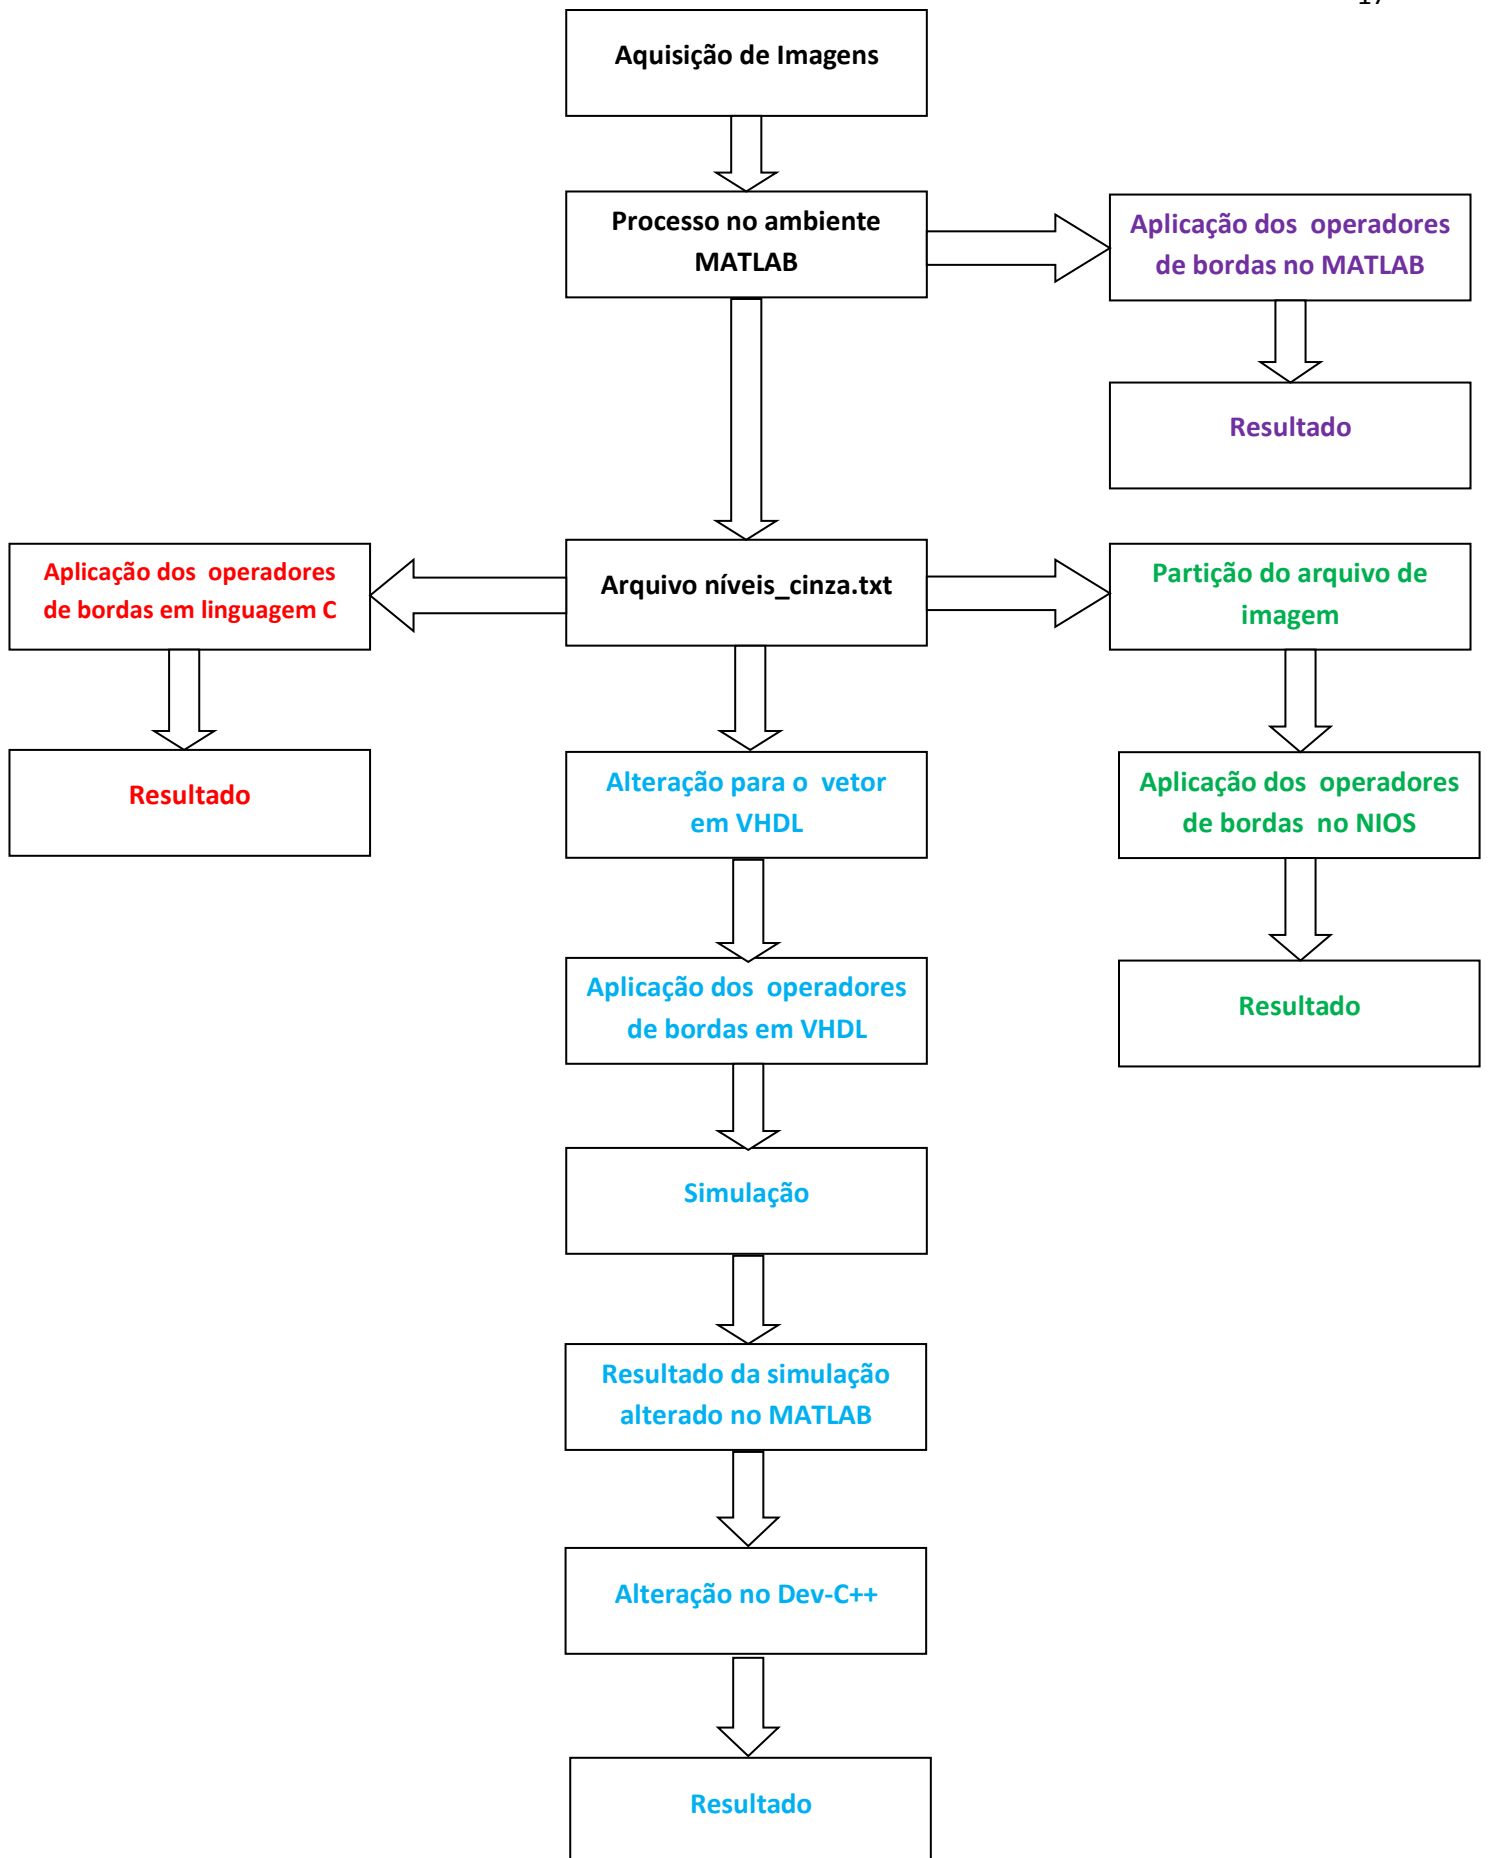 17
Aquisição de Imagens
Processo no ambiente
MATLAB
Aplicação dos operadores
de bordas no MATLAB
Resultado
Aplicação dos operadores
de bordas em linguagem C
Arquivo níveis_cinza.txt
Partição do arquivo de
imagem
Resultado
Alteração para o vetor
em VHDL
Aplicação dos operadores
de bordas no NIOS
Aplicação dos operadores
de bordas em VHDL
Resultado
Simulação
Resultado da simulação
alterado no MATLAB
Alteração no Dev-C++
Resultado